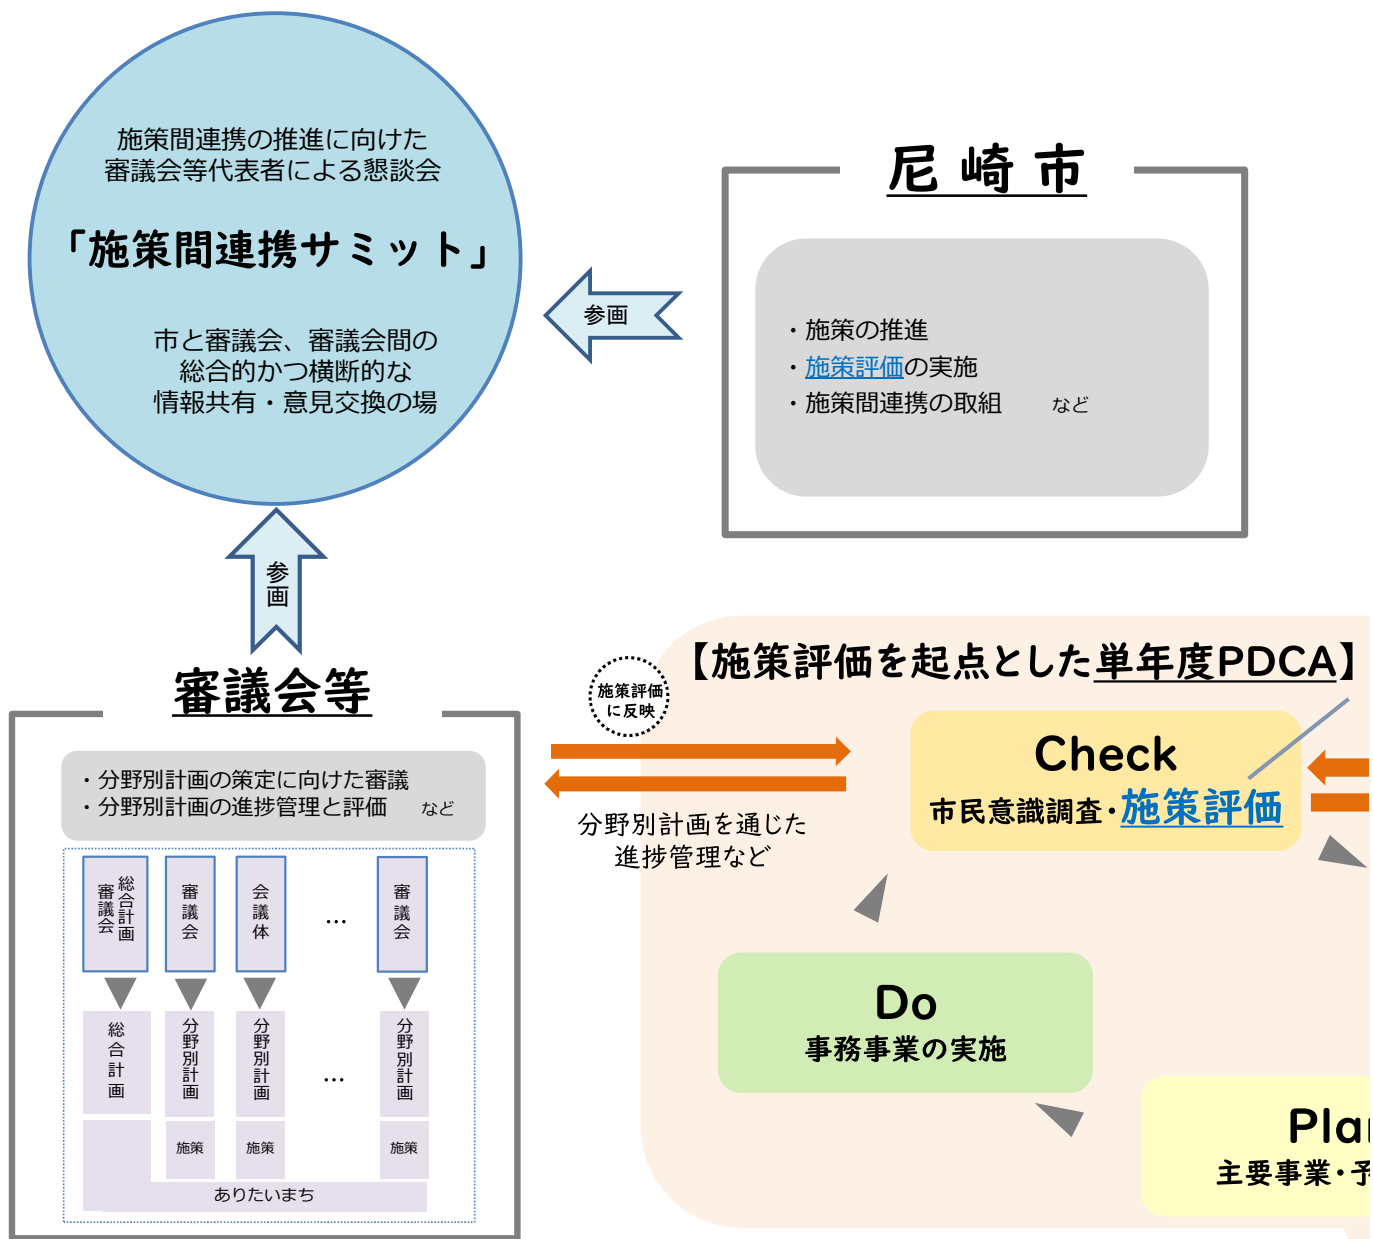 施策間連携の推進に向けた
審議会等代表者による懇談会
「施策間連携サミット」
市と審議会、審議会間の
総合的かつ横断的な
情報共有・意見交換の場
参画
尼崎市
・施策の推進
・施策評価の実施
・施策間連携の取組　など
参画
審議会等
・分野別計画の策定に向けた審議
・分野別計画の進捗管理と評価　など
総合計画
審議会
審議会
会議体
…
審議会
総合計画
分野別計画
分野別計画
…
分野別計画
施策
施策
施策
ありたいまち
施策評価
に反映
分野別計画を通じた
進捗管理など
【施策評価を起点とした単年度PDCA】
Check
市民意識調査・施策評価
Do
事務事業の実施
Pla
主要事業・予